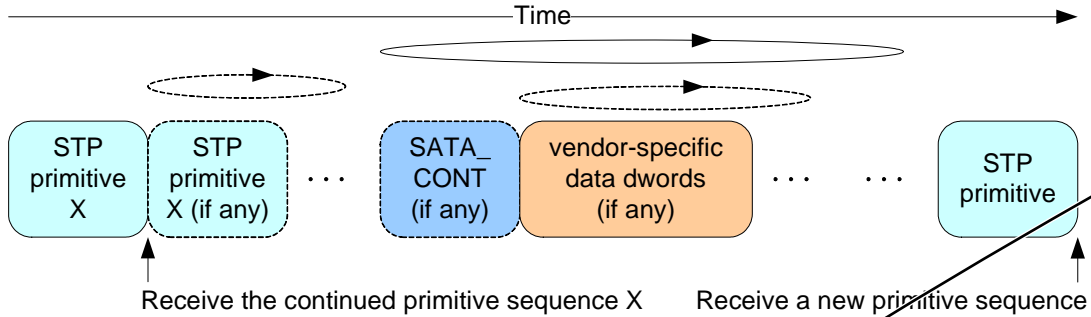 Time
STP
primitive
X
STP
primitive
X (if any)
. . .
SATA_
CONT
(if any)
vendor-specific
data dwords
(if any)
. . .
. . .
STP
primitive
Receive the continued primitive sequence X
Receive a new primitive sequence